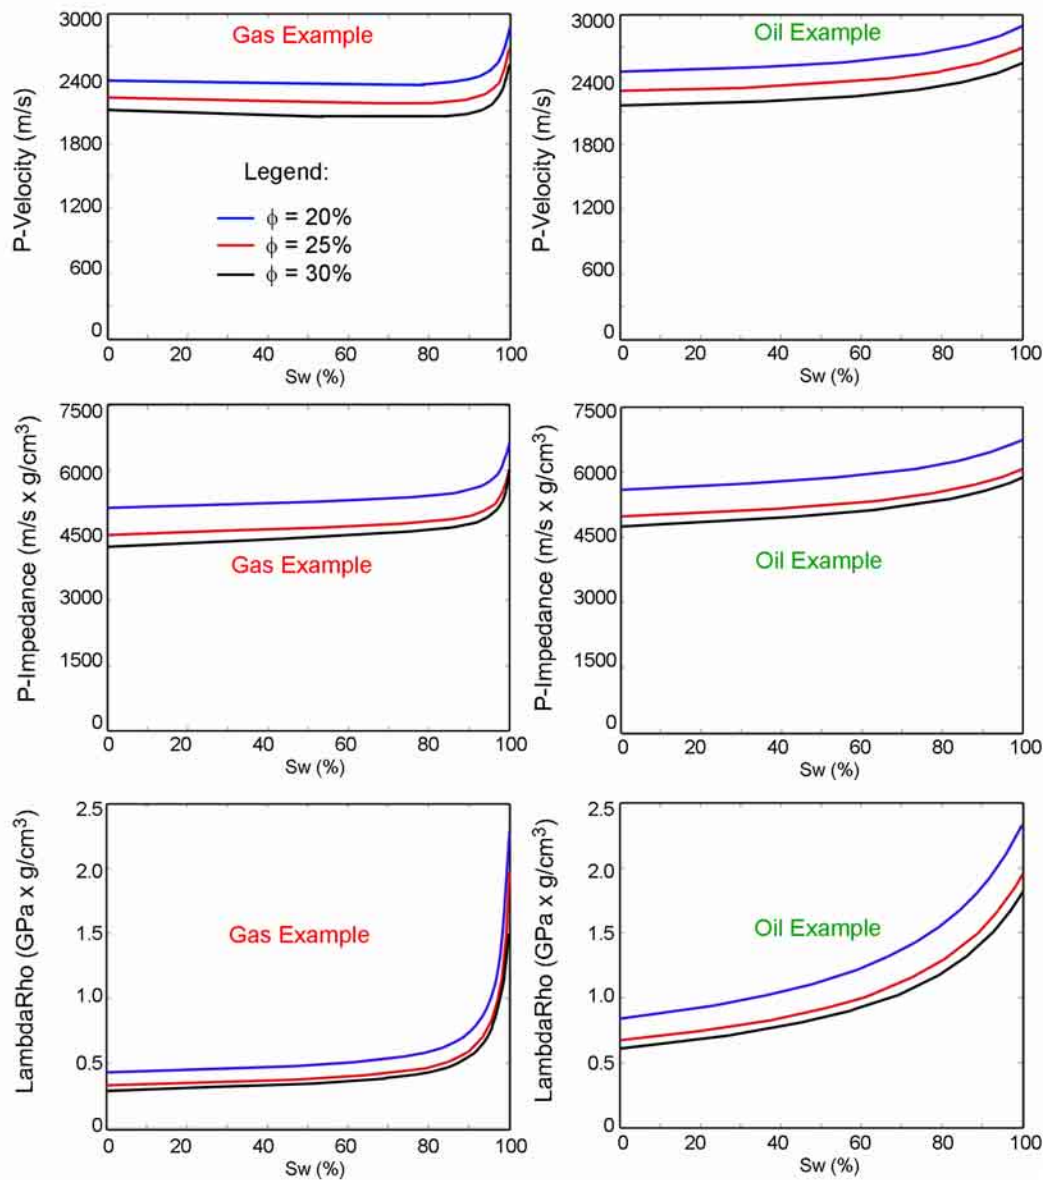 Gas Example
P-Velocity (m/s)
3000
2400
1800
1200
600
0
Legend:
ϕ = 20%
ϕ = 25%
ϕ = 30%
0 20 40 60 80 100
Sw (%)
Oil Example
P-Velocity (m/s)
3000
2400
1800
1200
600
0
0 20 40 60 80 100
Sw (%)
P-Impedance (m/s x g/cm³)
7500
6000
4500
3000
1500
0
Gas Example
0 20 40 60 80 100
Sw (%)
P-Impedance (m/s x g/cm³)
7500
6000
4500
3000
1500
0
Oil Example
0 20 40 60 80 100
Sw (%)
LambdaRho (GPa x g/cm³)
2.5
2.0
1.5
1.0
0.5
0
Gas Example
0 20 40 60 80 100
Sw (%)
LambdaRho (GPa x g/cm³)
2.5
2.0
1.5
1.0
0.5
0
Oil Example
0 20 40 60 80 100
Sw (%)